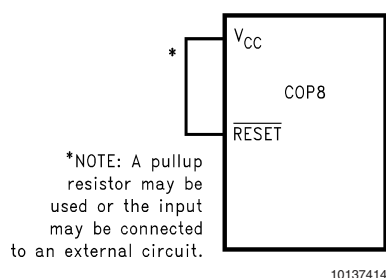 *
VCC
COP8
RESET
*NOTE: A pullup
resistor may be
used or the input
may be connected
to an external circuit.
10137414